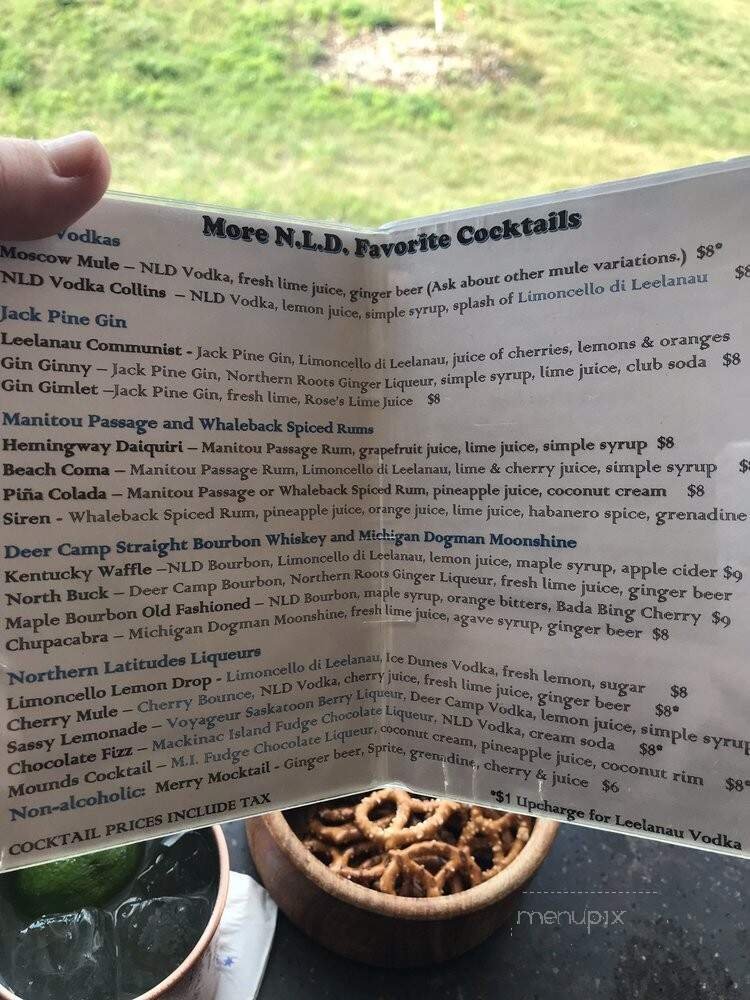 More N.L.D. Favorite Cocktails
Vodkas
Moscow Mule – NLD Vodka, fresh lime juice, ginger beer (Ask about other mule variations.) $8*
NLD Vodka Collins – NLD Vodka, lemon juice, simple syrup, splash of Limoncello di Leelanau $8
Jack Pine Gin
Leelanau Communist - Jack Pine Gin, Limoncello di Leelanau, juice of cherries, lemons & oranges
Gin Ginny – Jack Pine Gin, Northern Roots Ginger Liqueur, simple syrup, lime juice, club soda $8
Gin Gimlet –Jack Pine Gin, fresh lime, Rose's Lime Juice $8
Manitou Passage and Whaleback Spiced Rums
Hemingway Daiquiri – Manitou Passage Rum, grapefruit juice, lime juice, simple syrup $8
Beach Coma – Manitou Passage Rum, Limoncello di Leelanau, lime & cherry juice, simple syrup $8
Piña Colada – Manitou Passage or Whaleback Spiced Rum, pineapple juice, coconut cream $8
Siren - Whaleback Spiced Rum, pineapple juice, orange juice, lime juice, habanero spice, grenadine
Deer Camp Straight Bourbon Whiskey and Michigan Dogman Moonshine
Kentucky Waffle –NLD Bourbon, Limoncello di Leelanau, lemon juice, maple syrup, apple cider $9
North Buck – Deer Camp Bourbon, Northern Roots Ginger Liqueur, fresh lime juice, ginger beer
Maple Bourbon Old Fashioned – NLD Bourbon, maple syrup, orange bitters, Bada Bing Cherry $9
Chupacabra – Michigan Dogman Moonshine, fresh lime juice, agave syrup, ginger beer $8
Northern Latitudes Liqueurs
Limoncello Lemon Drop - Limoncello di Leelanau, Ice Dunes Vodka, fresh lemon, sugar $8
Cherry Mule – Cherry Bounce, NLD Vodka, cherry juice, fresh lime juice, ginger beer $8*
Sassy Lemonade – Voyageur Saskatoon Berry Liqueur, Deer Camp Vodka, lemon juice, simple syrup
Chocolate Fizz – Mackinac Island Fudge Chocolate Liqueur, NLD Vodka, cream soda $8*
Mounds Cocktail – M.I. Fudge Chocolate Liqueur, coconut cream, pineapple juice, coconut rim $8*
Non-alcoholic: Merry Mocktail - Ginger beer, Sprite, grenadine, cherry & juice $6
COCKTAIL PRICES INCLUDE TAX
*$1 Upcharge for Leelanau Vodka
menupix